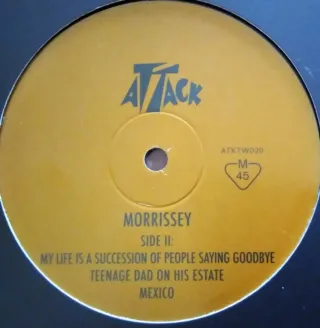 ATTACK
ATKTW009
M
45
MORRISSEY
SIDE II:
MY LIFE IS A SUCCESSION OF PEOPLE SAYING GOODBYE
TEENAGE DAD ON HIS ESTATE
MEXICO